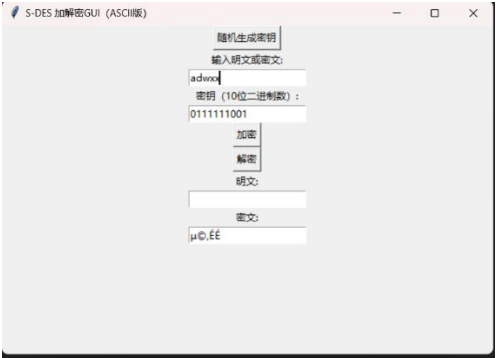 S-DES 加解密GUI（ASCII版）
随机生成密钥
输入明文或密文:
adwxx
密钥（10位二进制数）:
0111111001
加密
解密
明文:
密文:
µ©,ÉÉ